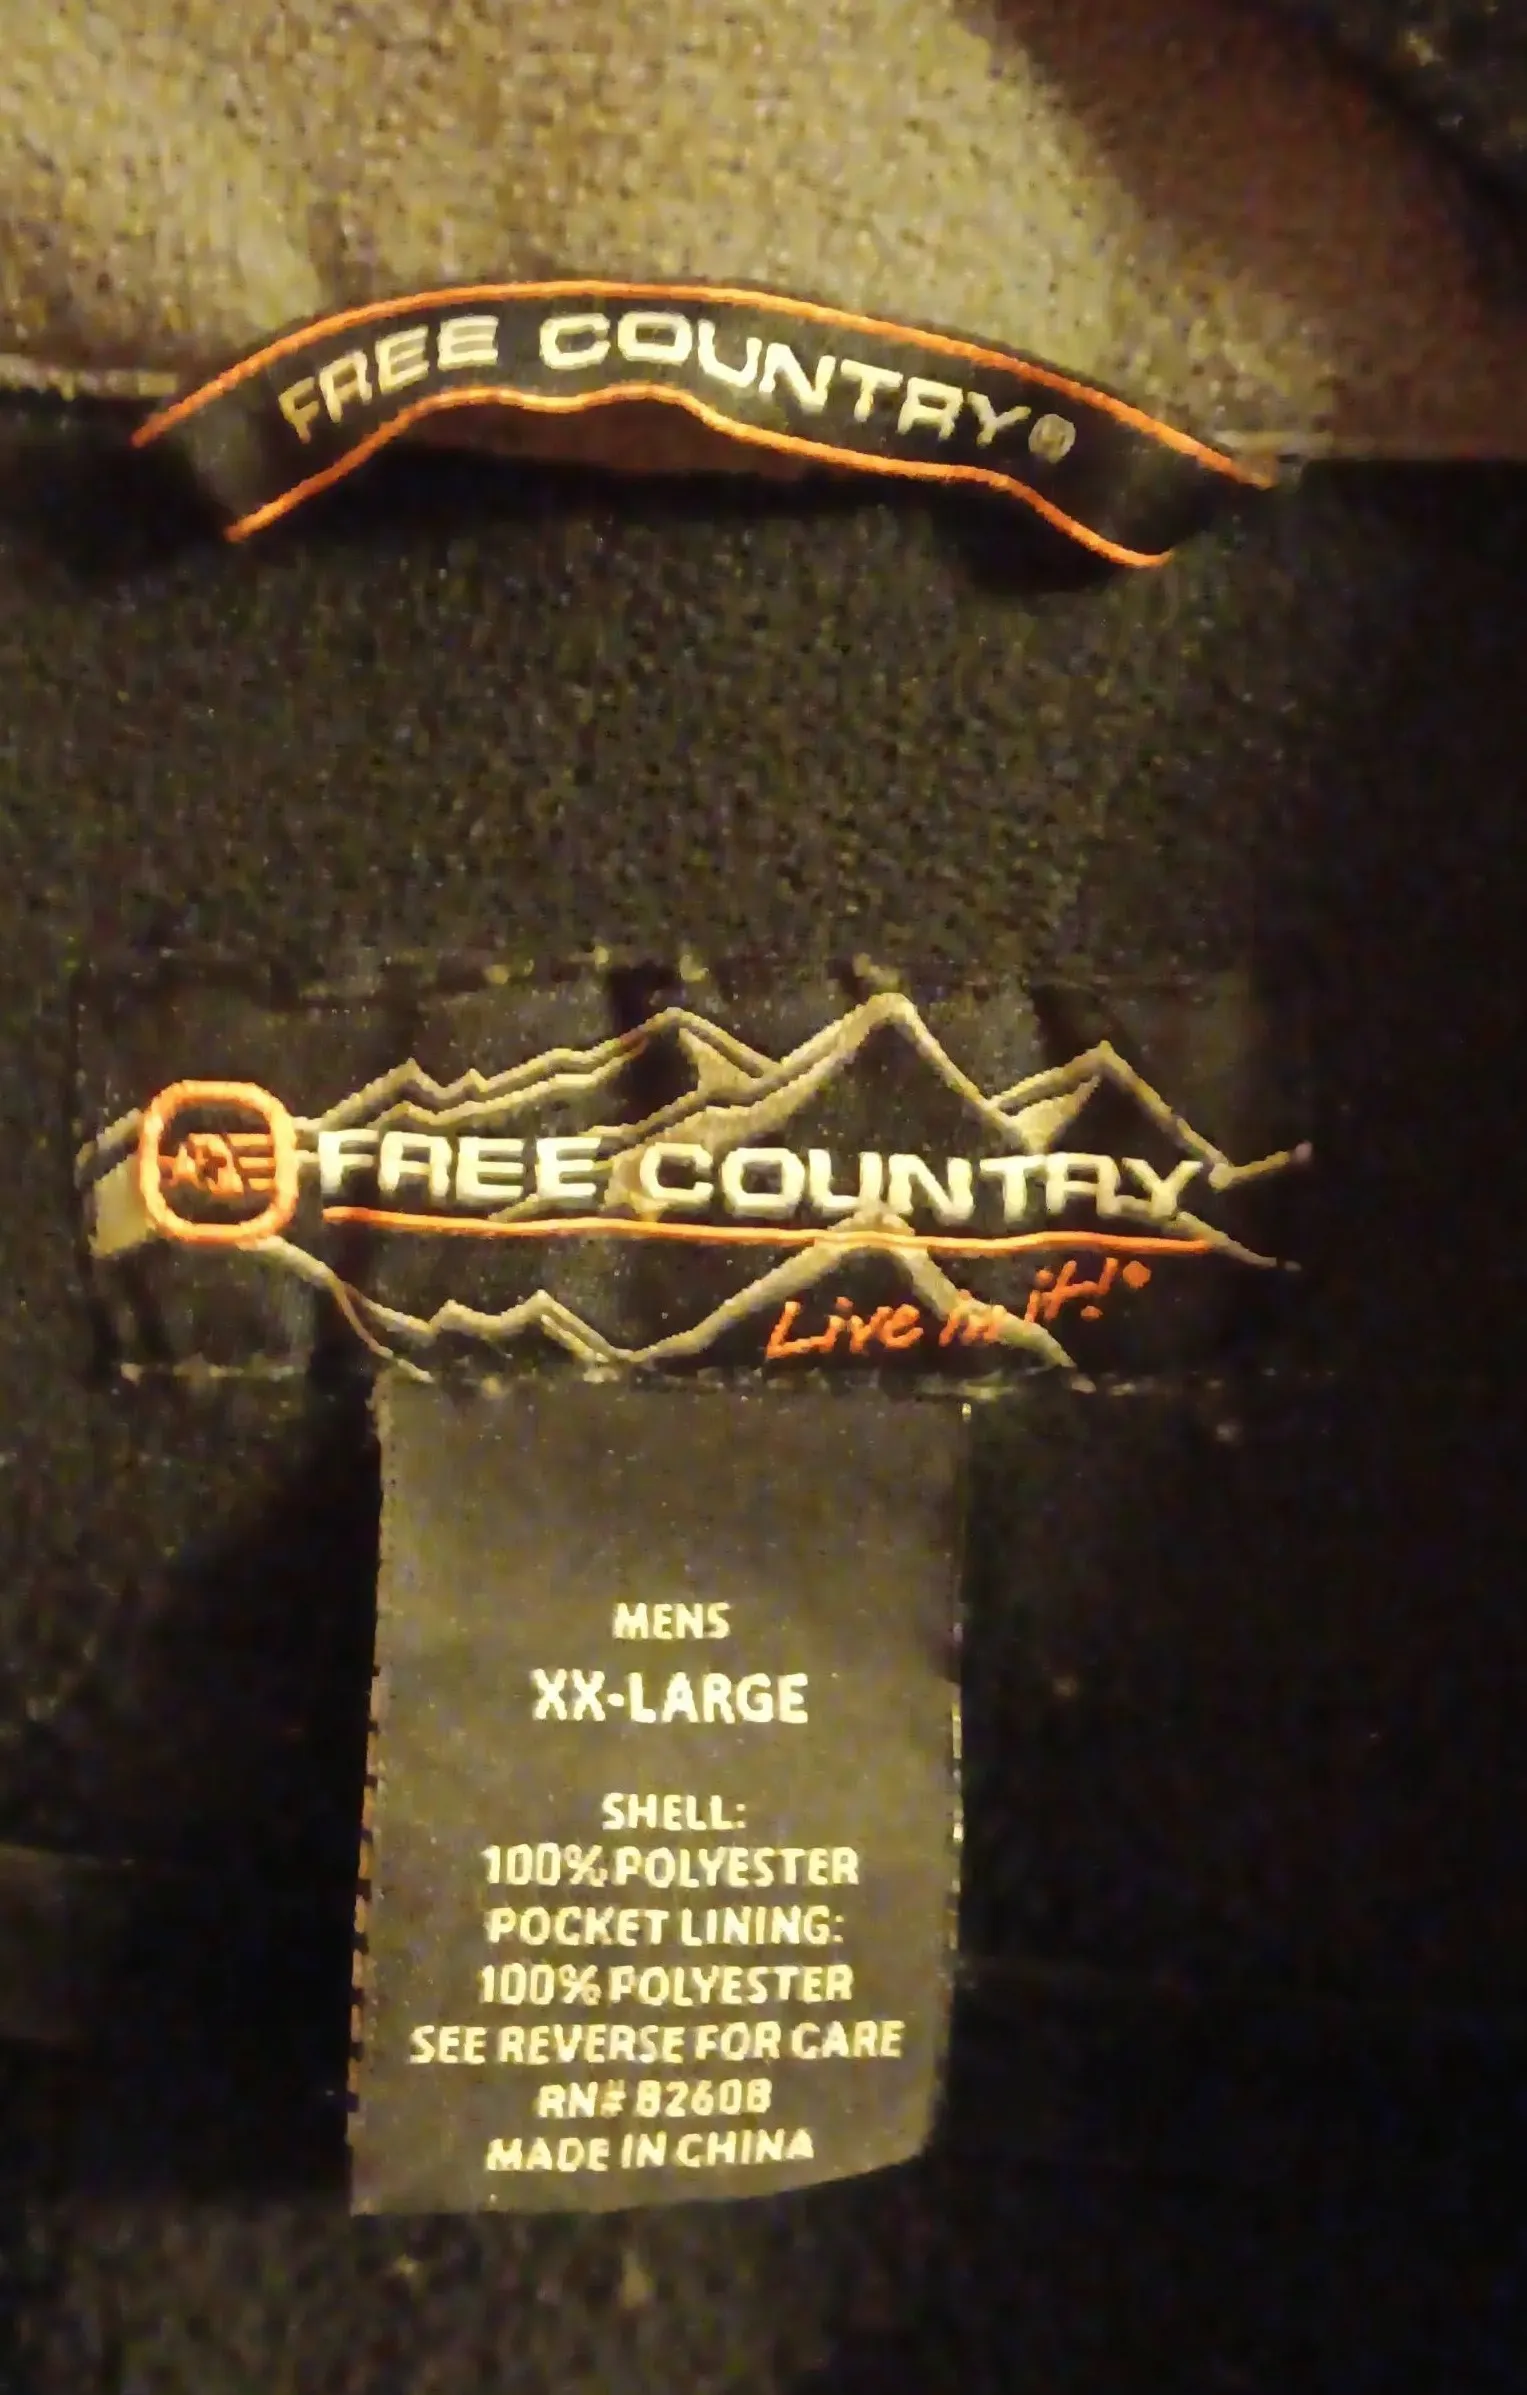 FREE COUNTRY®
FREE COUNTRY
Live in it!®
MENS
XX-LARGE
SHELL:
100% POLYESTER
POCKET LINING:
100% POLYESTER
SEE REVERSE FOR CARE
RN# 82608
MADE IN CHINA